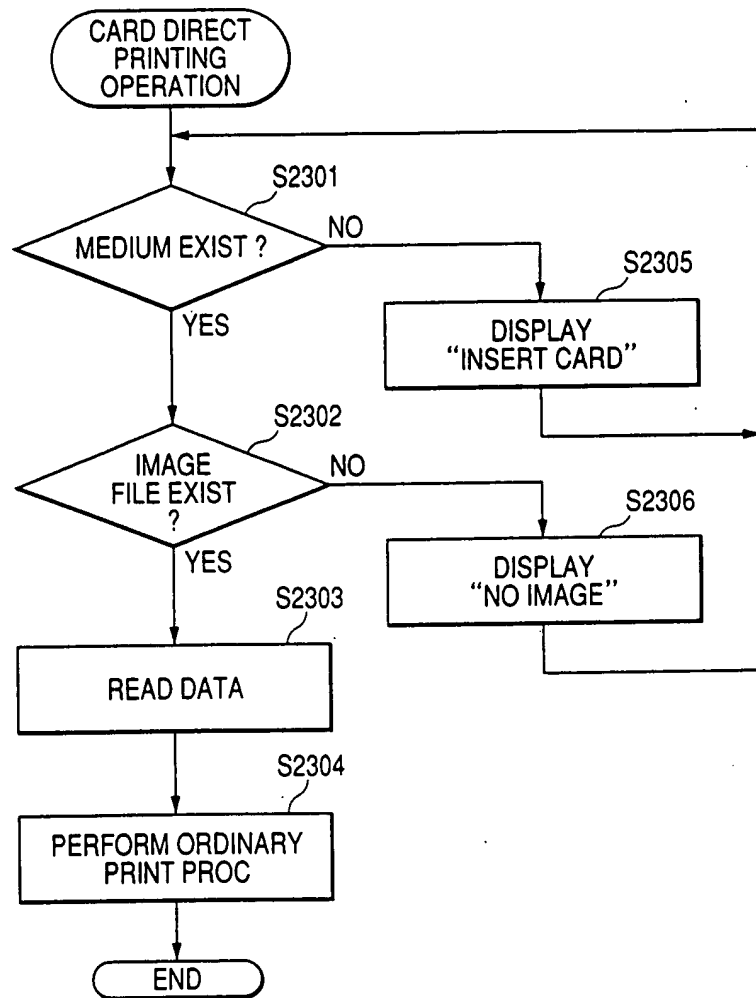 CARD DIRECT
PRINTING
OPERATION
S2301
MEDIUM EXIST ?
NO
YES
S2305
DISPLAY
“INSERT CARD”
S2302
IMAGE
FILE EXIST
?
NO
YES
S2306
DISPLAY
“NO IMAGE”
S2303
READ DATA
S2304
PERFORM ORDINARY
PRINT PROC
END